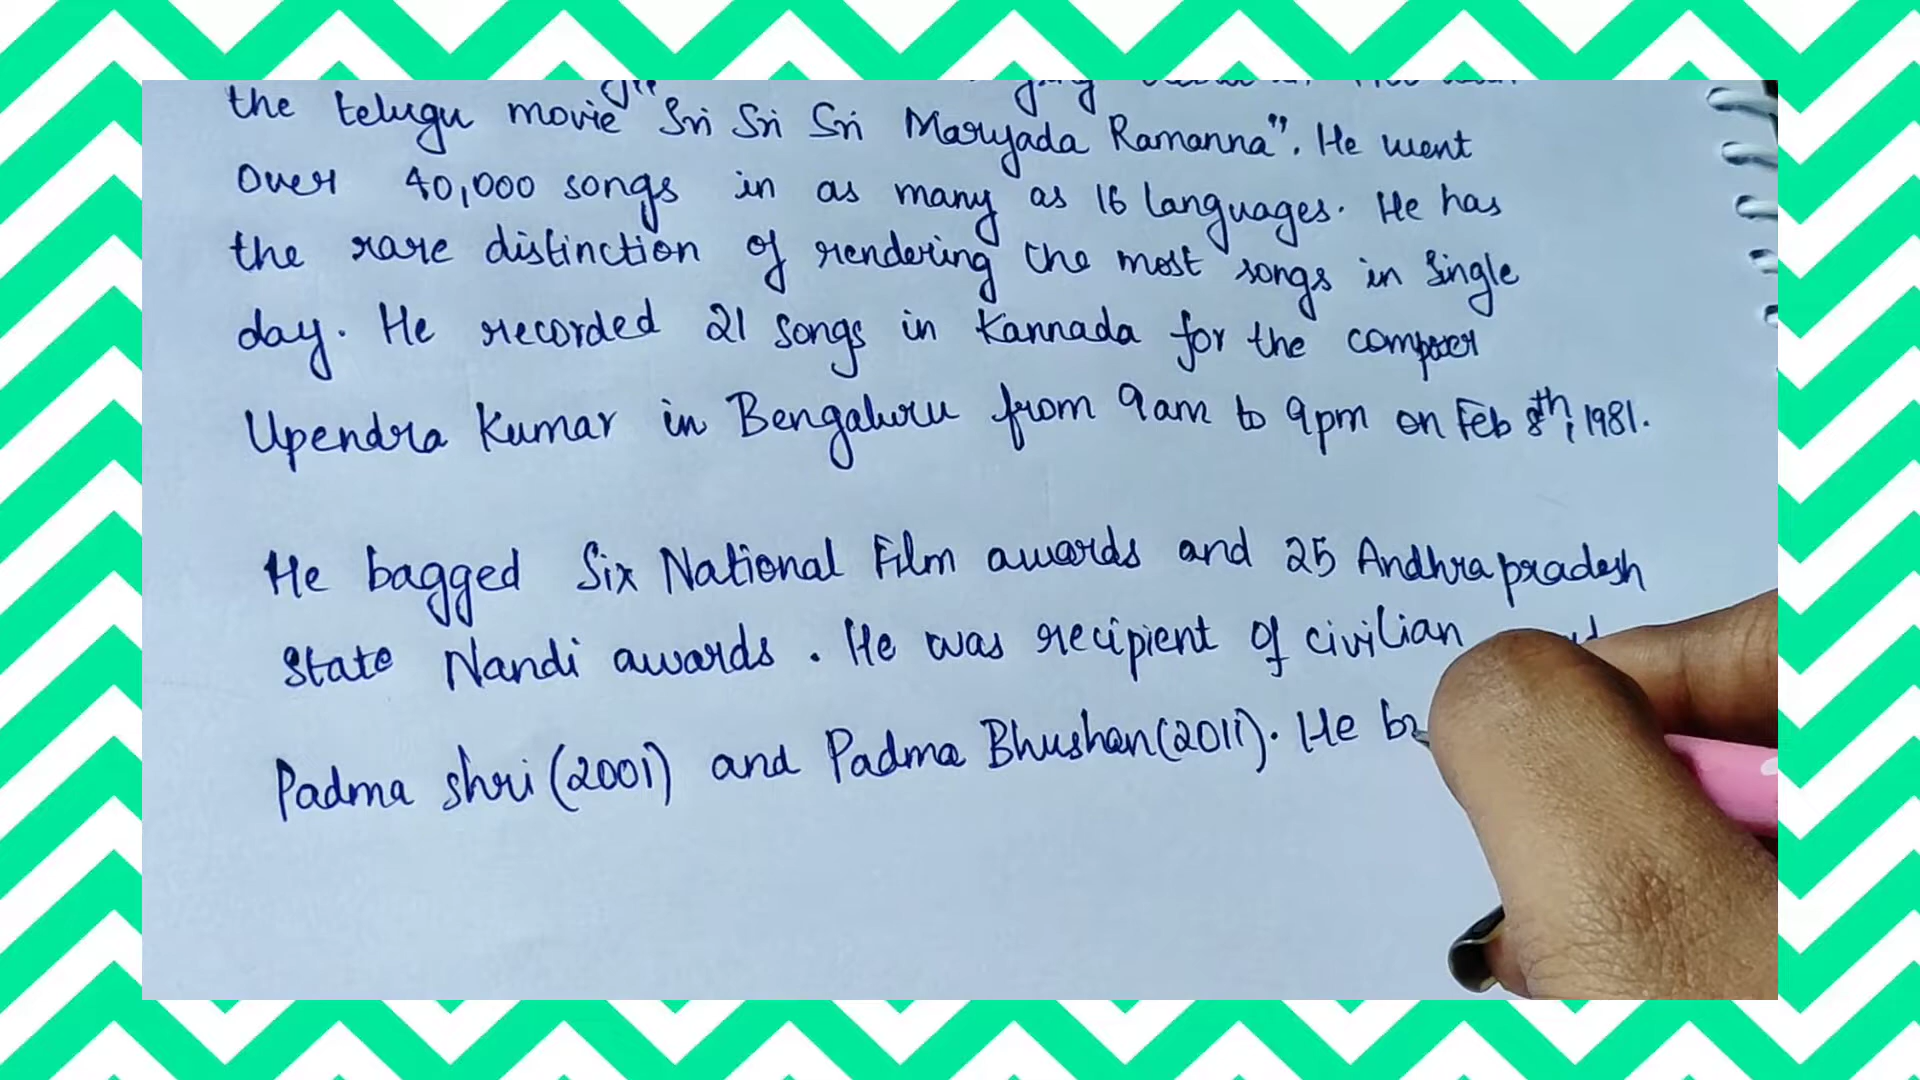 the telugu movie "Sri Sri Sri Maryada Ramanna". He went
over 40,000 songs in as many as 16 languages. He has
the rare distinction of rendering the most songs in single
day. He recorded 21 songs in Kannada for the composer
Upendra Kumar in Bengaluru from 9am to 9pm on Feb 8th, 1981.
He bagged Six National Film awards and 25 Andhra pradesh
State Nandi awards. He was recipient of civilian
Padma shri (2001) and Padma Bhushan (2011). He